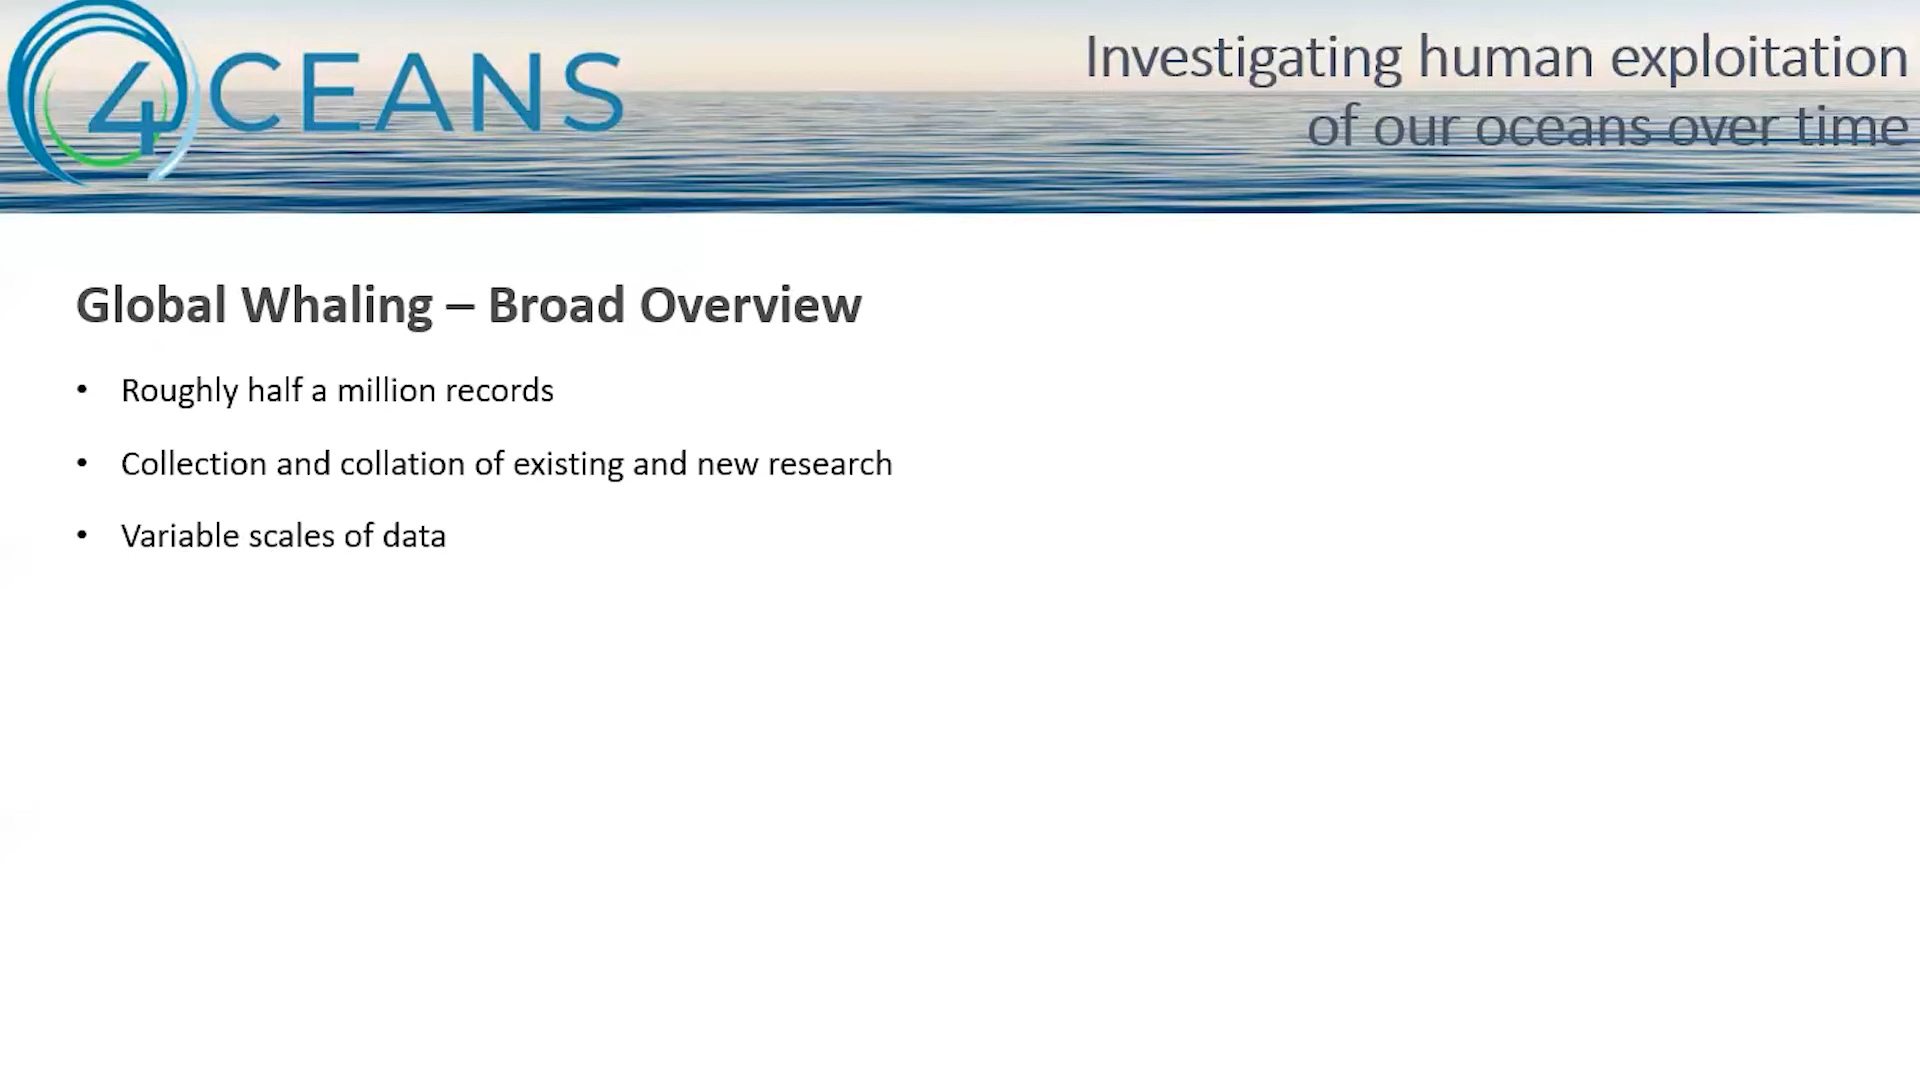 4OCEANS
Investigating human exploitation
of our oceans over time
Global Whaling – Broad Overview
• Roughly half a million records
• Collection and collation of existing and new research
• Variable scales of data